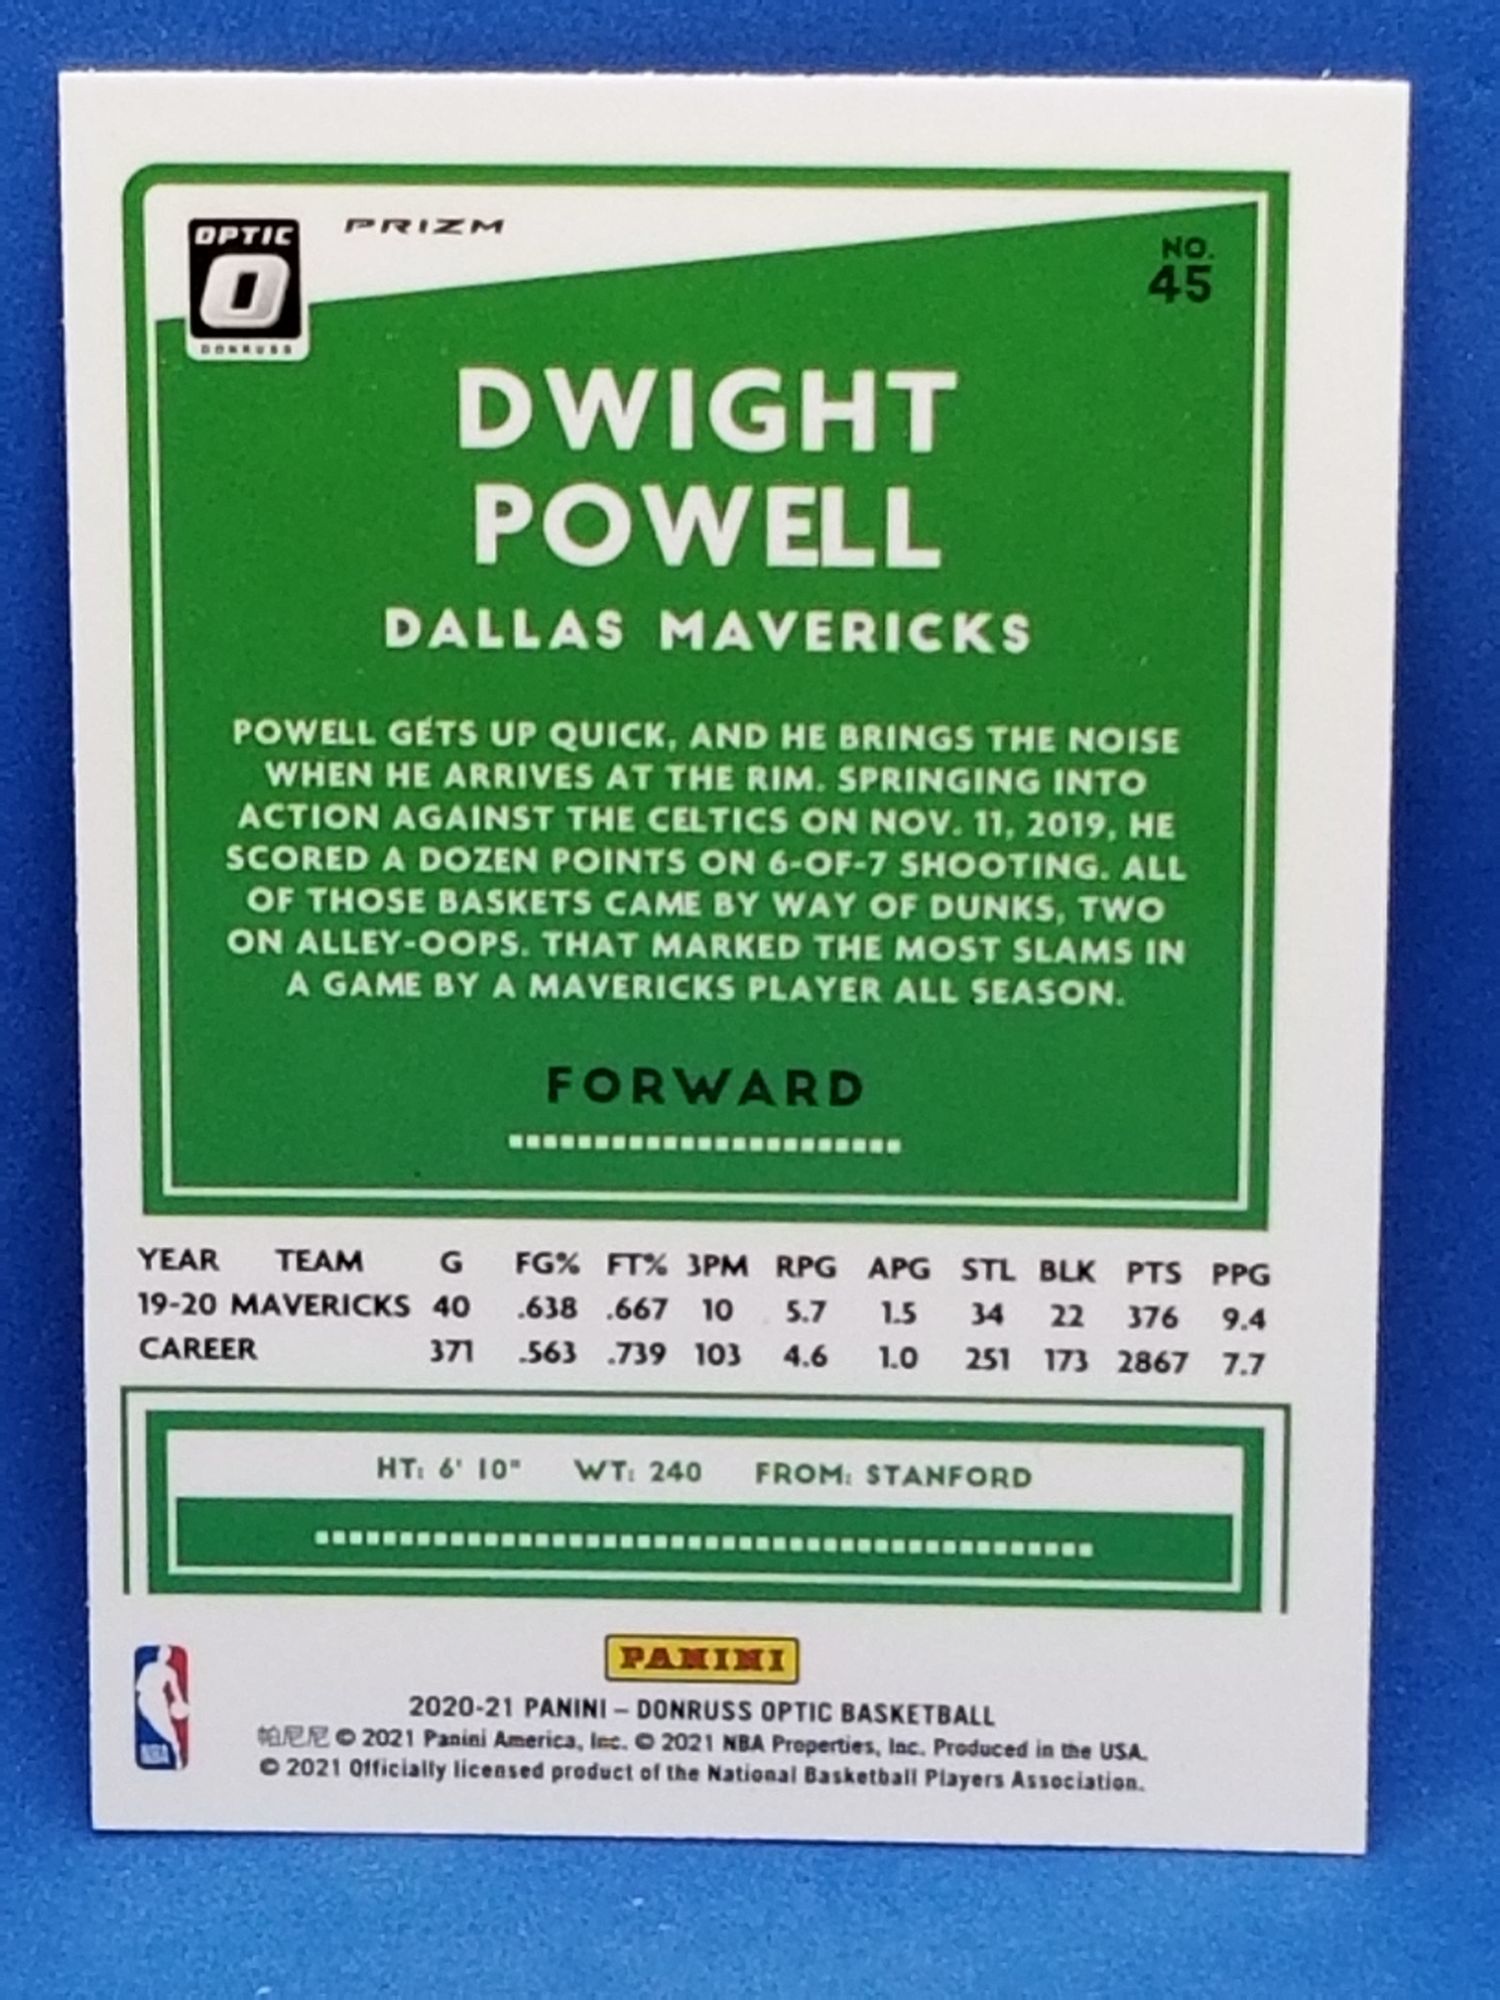 OPTIC
DONRUSS
PRIZM
NO.
45
DWIGHT
POWELL
DALLAS MAVERICKS
POWELL GETS UP QUICK, AND HE BRINGS THE NOISE
WHEN HE ARRIVES AT THE RIM. SPRINGING INTO
ACTION AGAINST THE CELTICS ON NOV. 11, 2019, HE
SCORED A DOZEN POINTS ON 6-OF-7 SHOOTING. ALL
OF THOSE BASKETS CAME BY WAY OF DUNKS, TWO
ON ALLEY-OOPS. THAT MARKED THE MOST SLAMS IN
A GAME BY A MAVERICKS PLAYER ALL SEASON.
FORWARD
YEAR TEAM G FG% FT% 3PM RPG APG STL BLK PTS PPG
19-20 MAVERICKS 40 .638 .667 10 5.7 1.5 34 22 376 9.4
CAREER 371 .563 .739 103 4.6 1.0 251 173 2867 7.7
HT: 6' 10" WT: 240 FROM: STANFORD
PANINI
2020-21 PANINI – DONRUSS OPTIC BASKETBALL
帕尼尼 © 2021 Panini America, Inc. © 2021 NBA Properties, Inc. Produced in the USA.
© 2021 Officially licensed product of the National Basketball Players Association.